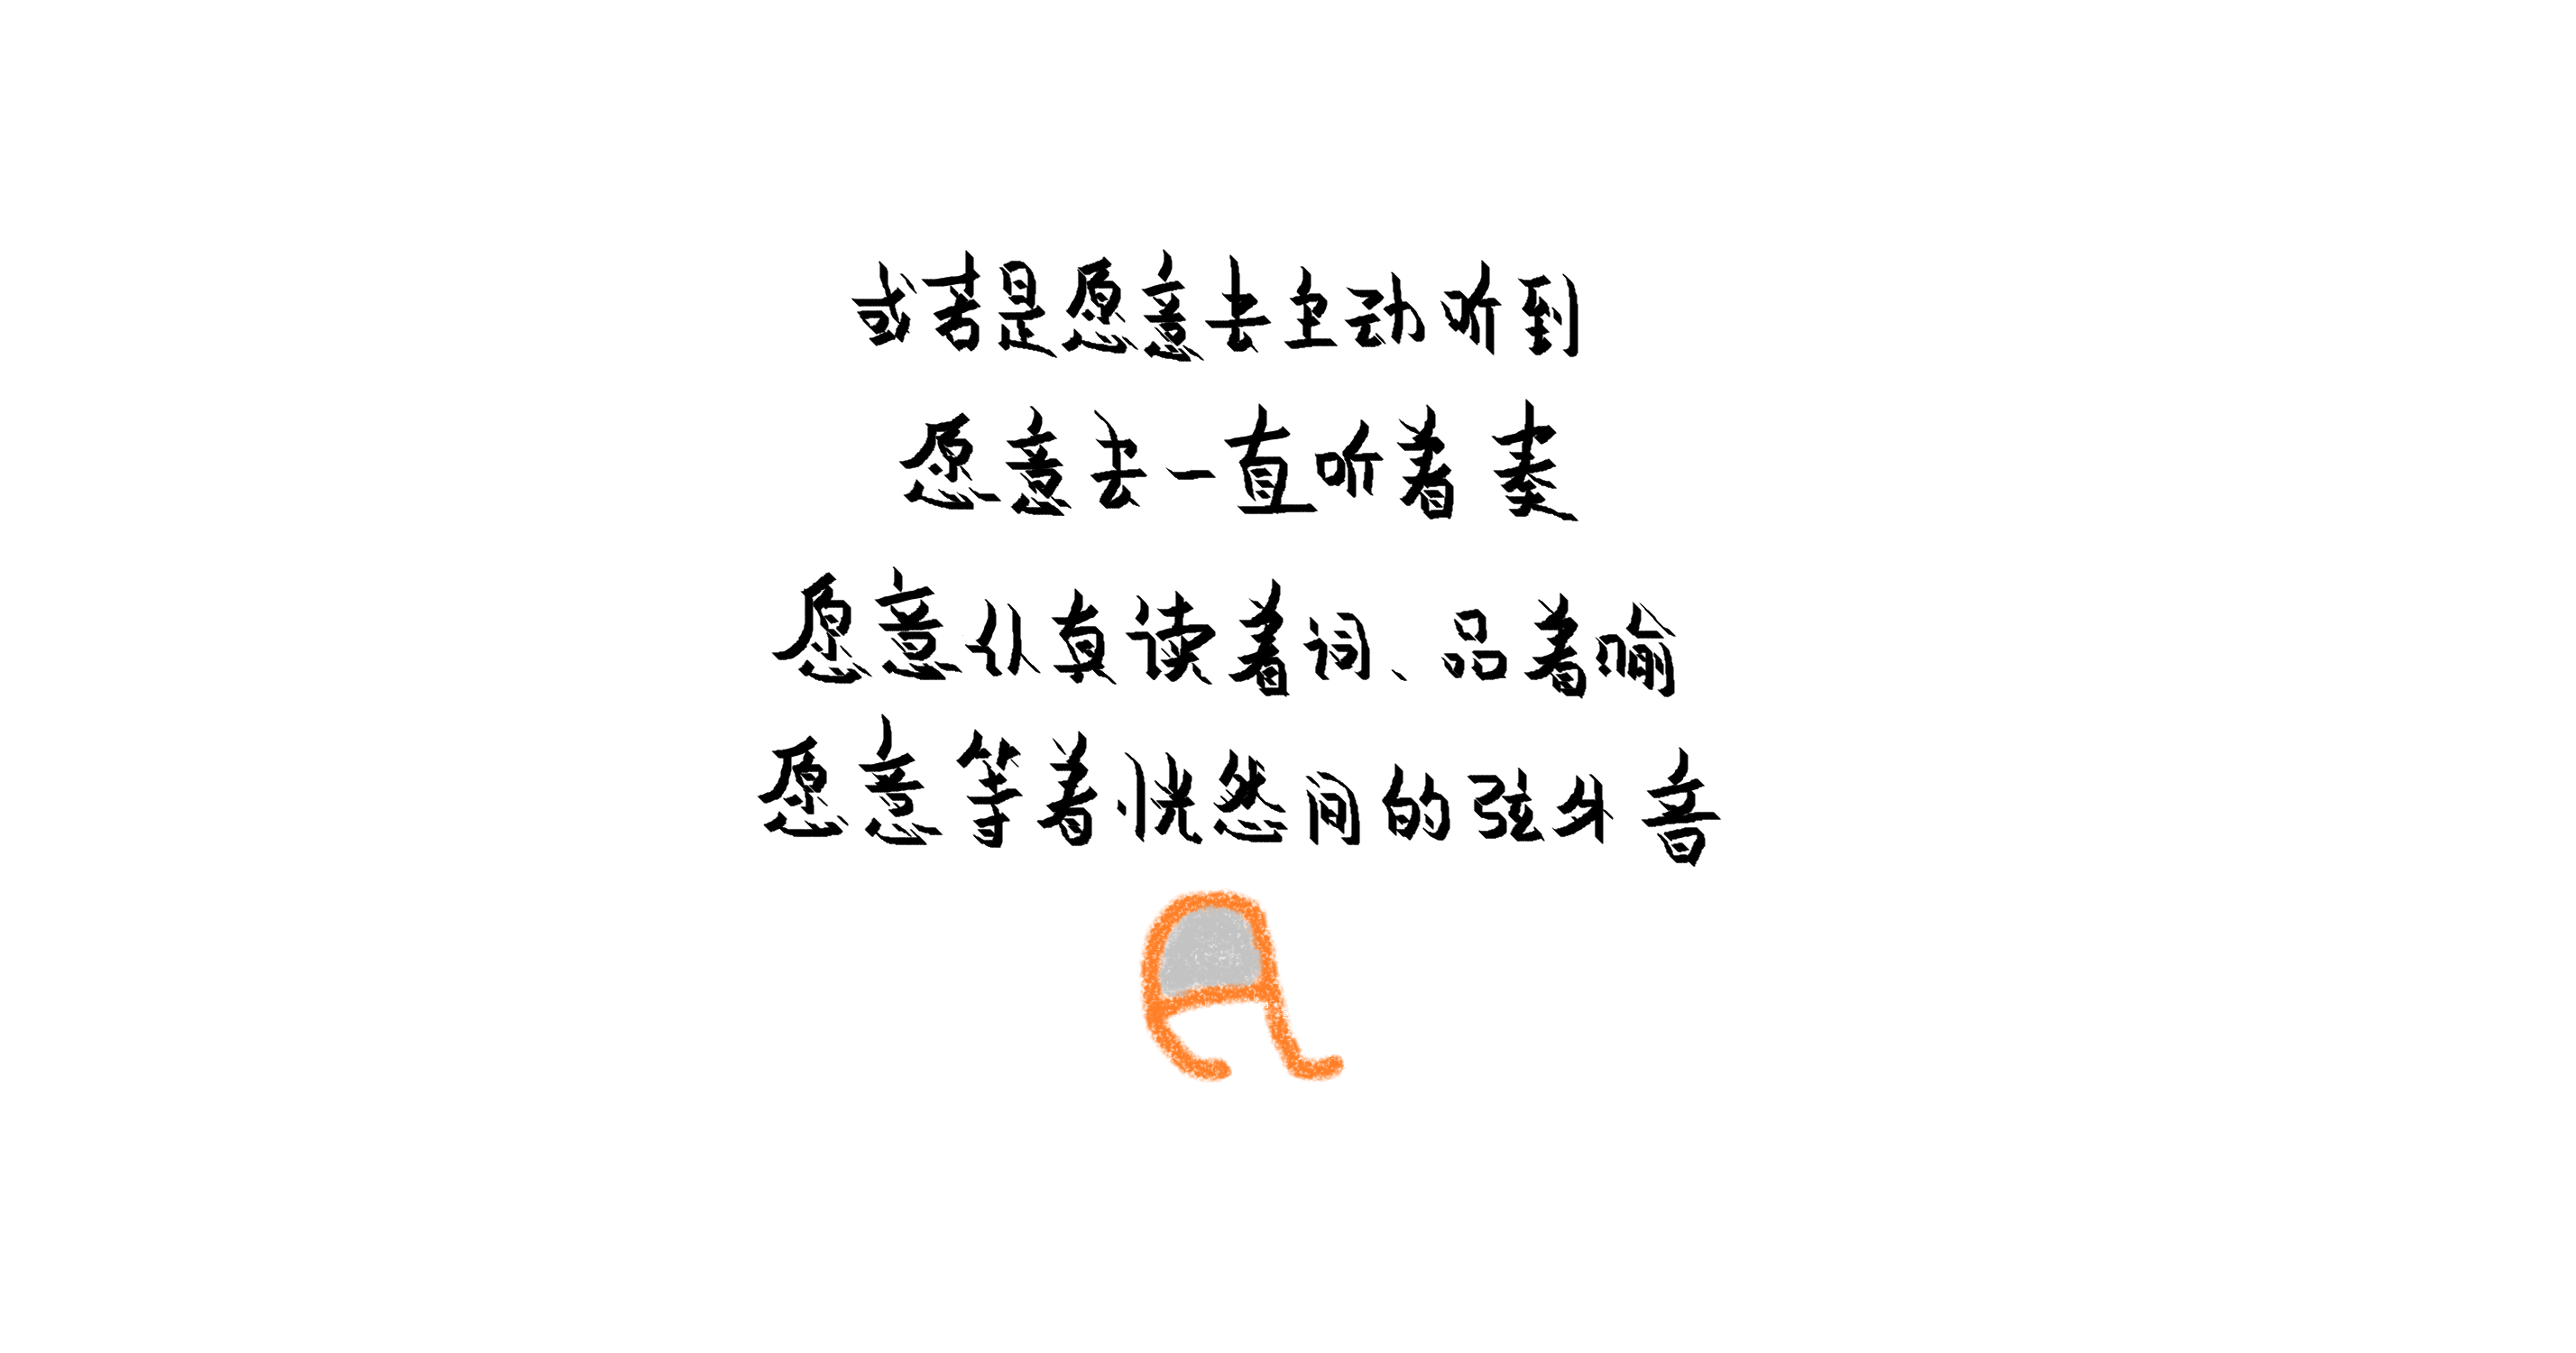 或者是愿意去主动听到
愿意去一直听着奏
愿意认真读着词、品着喻
愿意等着恍然间的弦外音